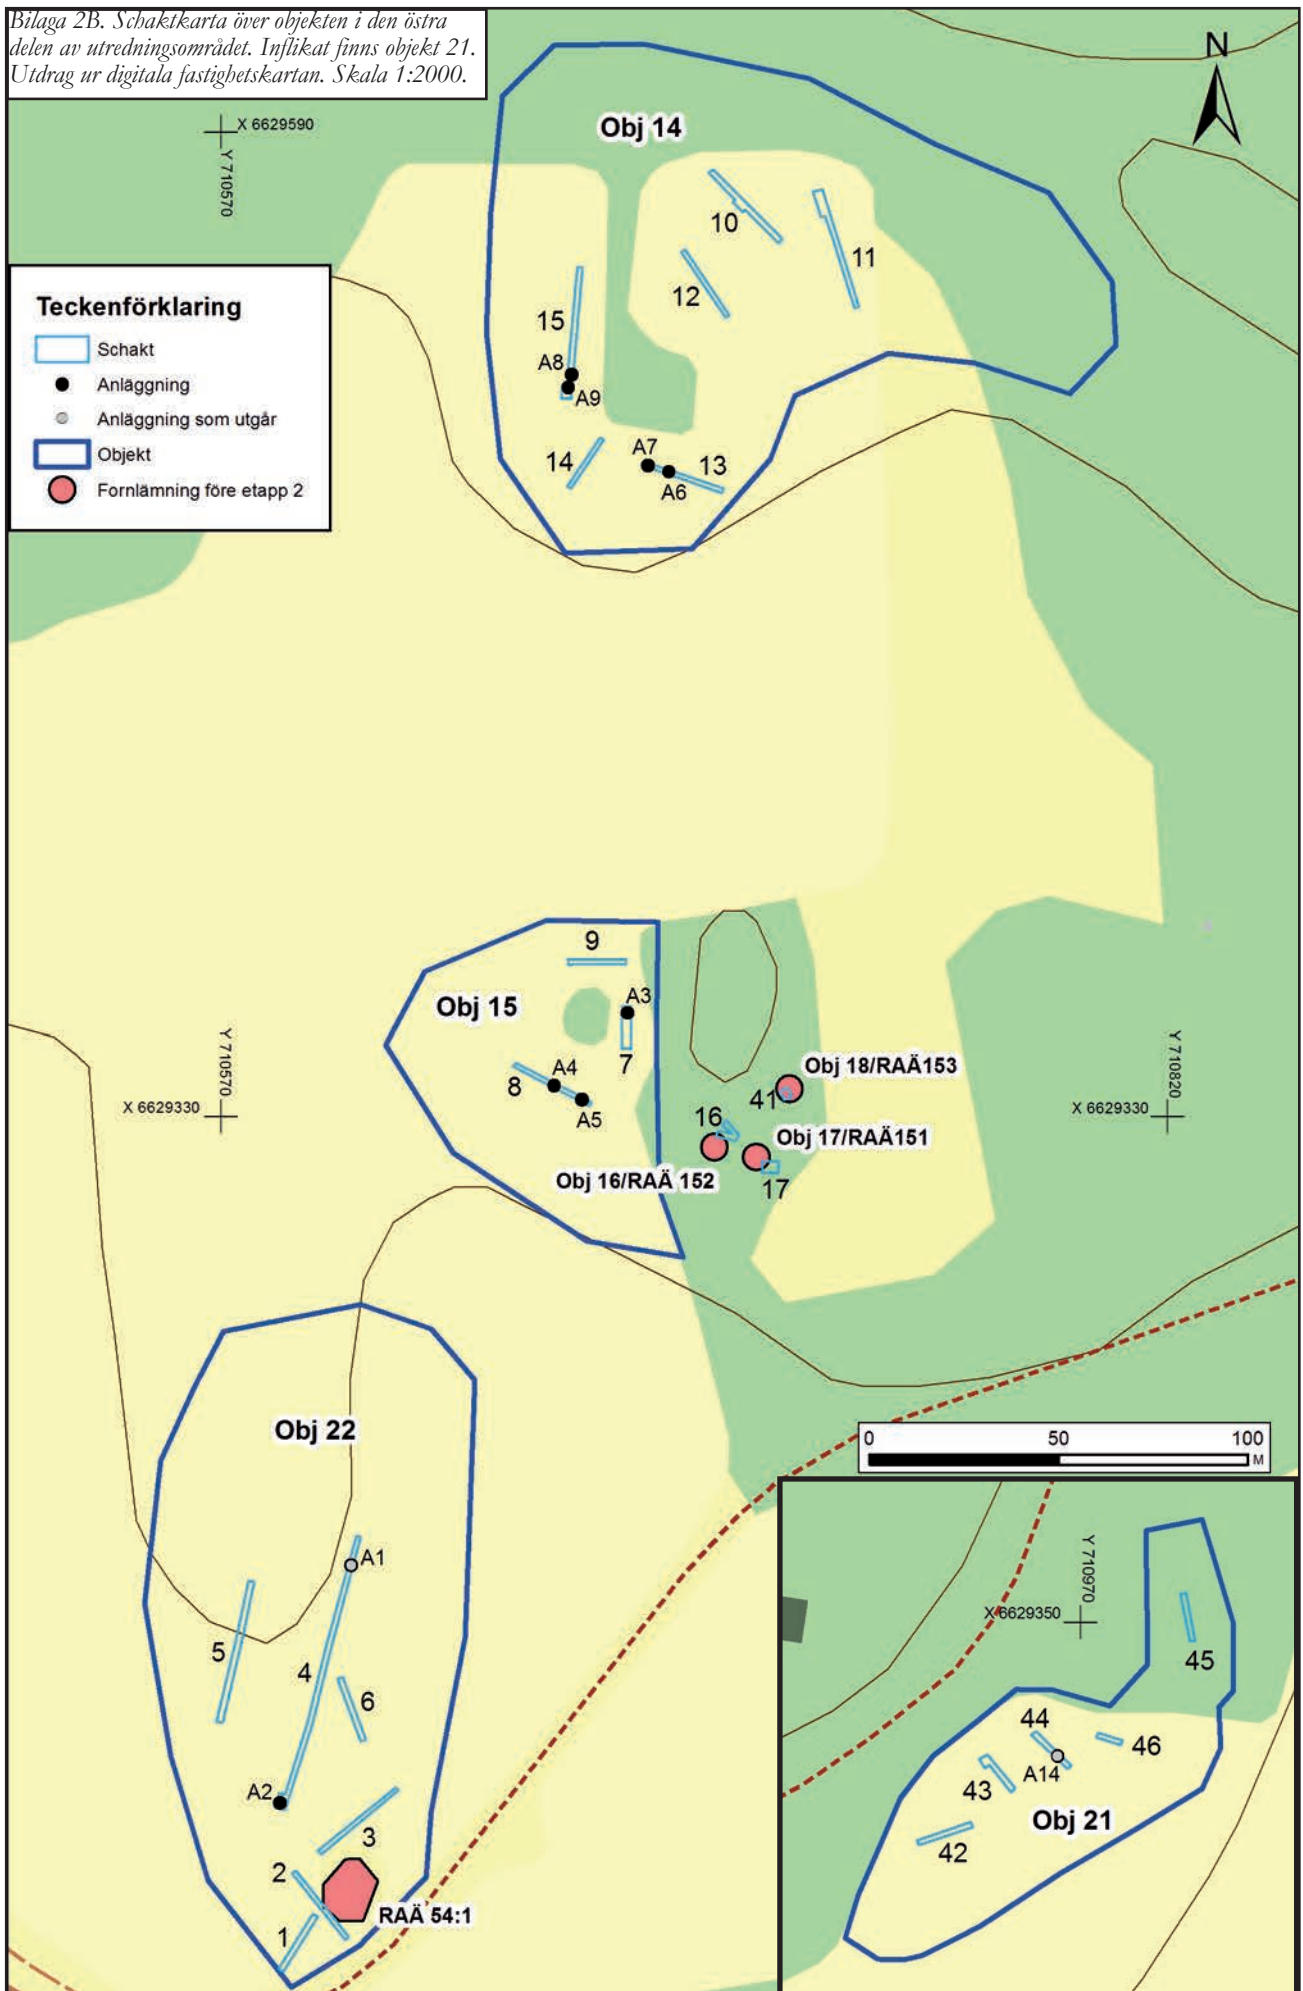 Bilaga 2B. Schaktkarta över objekten i den östra
delen av utredningsområdet. Inflikat finns objekt 21.
Utdrag ur digitala fastighetskartan. Skala 1:2000.
N
X 6629590
Y 710570
Obj 14
10
11
12
15
A8
A9
14
A7
A6
13
Teckenförklaring
Schakt
Anläggning
Anläggning som utgår
Objekt
Fornlämning före etapp 2
9
Obj 15
A3
7
A4
8
A5
Y 710570
X 6629330
Y 710820
X 6629330
Obj 18/RAÄ153
41
16
Obj 17/RAÄ151
Obj 16/RAÄ 152
17
Obj 22
0 50 100
M
A1
5
4
6
A2
3
2
RAÄ 54:1
1
Y 710970
X 6629350
45
44
46
A14
43
Obj 21
42